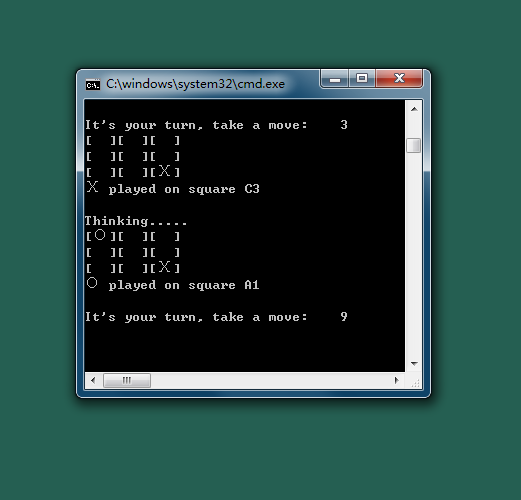 C:\windows\system32\cmd.exe
It's your turn, take a move:    3
[  ][  ][  ]
[  ][  ][  ]
[  ][  ][X]
X played on square C3
Thinking.....
[O][  ][  ]
[  ][  ][  ]
[  ][  ][X]
O played on square A1
It's your turn, take a move:    9